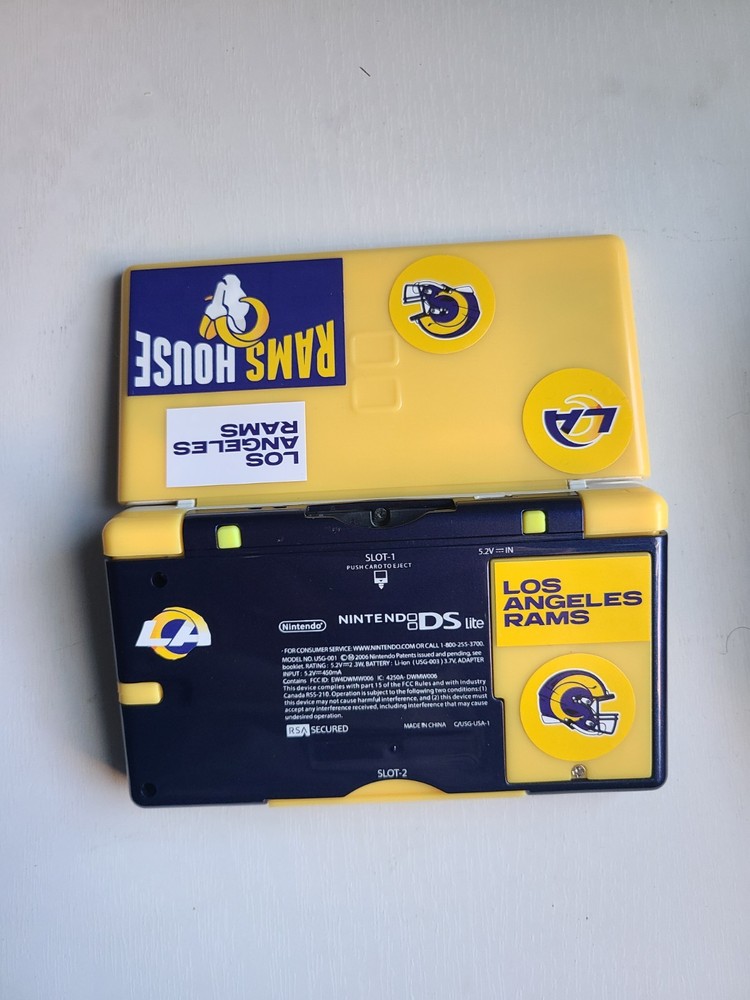 RAMS HOUSE
LOS
ANGELES
RAMS
LA
SLOT-1
PUSH CARD TO EJECT
5.2V IN
LOS
ANGELES
RAMS
LA
Nintendo
NINTENDO DS Lite
· FOR CONSUMER SERVICE: WWW.NINTENDO.COM OR CALL 1-800-255-3700.
MODEL NO. USG-001 ©Ⓜ 2006 Nintendo Patents issued and pending, see
booklet. RATING : 5.2V 2.3W, BATTERY : Li-ion (USG-003) 3.7V, ADAPTER
INPUT : 5.2V 450mA
Contains FCC ID: EW4DWMW006 IC: 4250A- DWMW006
This device complies with part 15 of the FCC Rules and with Industry
Canada RSS-210. Operation is subject to the following two conditions: (1)
this device may not cause harmful interference, and (2) this device must
accept any interference received, including interference that may cause
undesired operation.
RSA SECURED
MADE IN CHINA C/USG-USA-1
SLOT-2